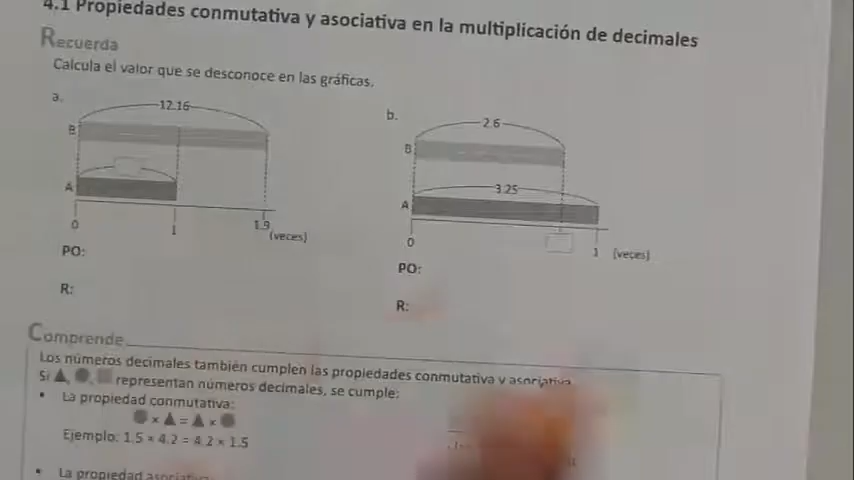 4.1 Propiedades conmutativa y asociativa en la multiplicación de decimales
Recuerda
Calcula el valor que se desconoce en las gráficas.
a.
12.16
B
A
0
1
1.9
(veces)
PO:
R:
b.
2.6
B
3.25
A
0
1
(veces)
PO:
R:
Comprende
Los números decimales también cumplen las propiedades conmutativa y asociativa
Si ▲, ●, ■ representan números decimales, se cumple:
• La propiedad conmutativa:
● × ▲ = ▲ × ●
Ejemplo: 1.5 × 4.2 = 4.2 × 1.5
• La propiedad asociativa